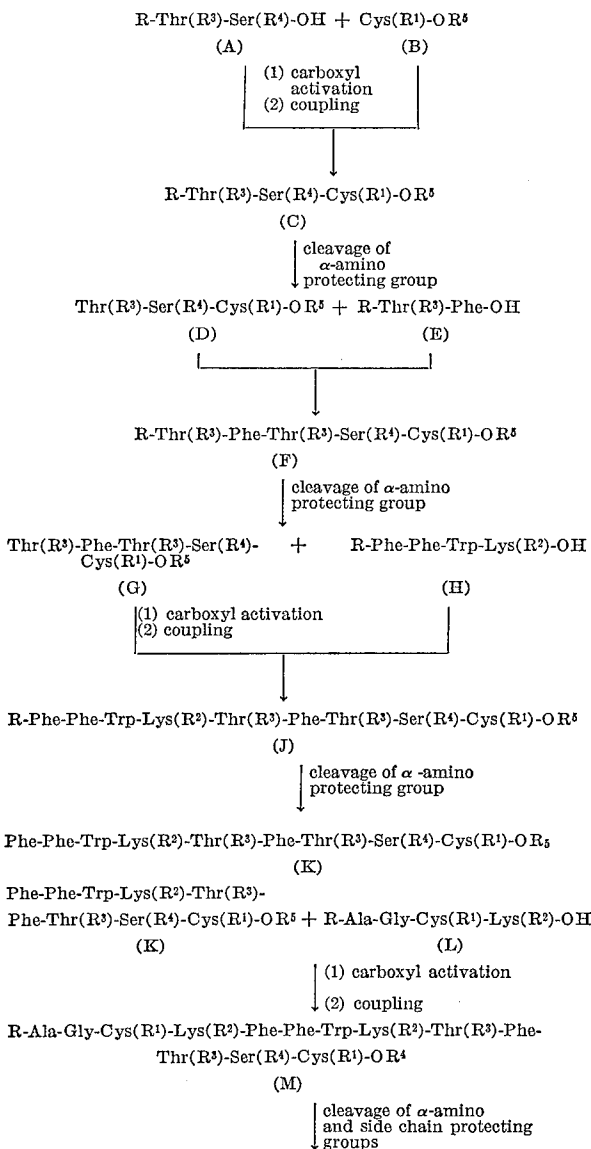 R-Thr(R³)-Ser(R⁴)-OH + Cys(R¹)-OR⁵
(A) (B)
(1) carboxyl
activation
(2) coupling
R-Thr(R³)-Ser(R⁴)-Cys(R¹)-OR⁵
(C)
cleavage of
α-amino
protecting group
Thr(R³)-Ser(R⁴)-Cys(R¹)-OR⁵ + R-Thr(R³)-Phe-OH
(D) (E)
R-Thr(R³)-Phe-Thr(R³)-Ser(R⁴)-Cys(R¹)-OR⁵
(F)
cleavage of α-amino
protecting group
Thr(R³)-Phe-Thr(R³)-Ser(R⁴)- + R-Phe-Phe-Trp-Lys(R²)-OH
Cys(R¹)-OR⁵
(G) (H)
(1) carboxyl activation
(2) coupling
R-Phe-Phe-Trp-Lys(R²)-Thr(R³)-Phe-Thr(R³)-Ser(R⁴)-Cys(R¹)-OR⁵
(J)
cleavage of α -amino
protecting group
Phe-Phe-Trp-Lys(R²)-Thr(R³)-Phe-Thr(R³)-Ser(R⁴)-Cys(R¹)-OR₅
(K)
Phe-Phe-Trp-Lys(R²)-Thr(R³)-
Phe-Thr(R³)-Ser(R⁴)-Cys(R¹)-OR⁵ + R-Ala-Gly-Cys(R¹)-Lys(R²)-OH
(K) (L)
(1) carboxyl activation
(2) coupling
R-Ala-Gly-Cys(R¹)-Lys(R²)-Phe-Phe-Trp-Lys(R²)-Thr(R³)-Phe-
Thr(R³)-Ser(R⁴)-Cys(R¹)-OR⁴
(M)
cleavage of α-amino
and side chain protecting
groups